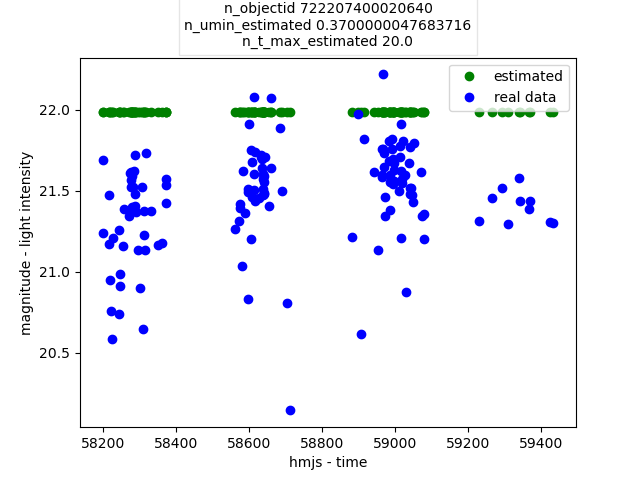 n_objectid 722207400020640
n_umin_estimated 0.3700000047683716
n_t_max_estimated 20.0
estimated
real data
22.0
21.5
21.0
20.5
magnitude - light intensity
58200 58400 58600 58800 59000 59200 59400
hmjs - time